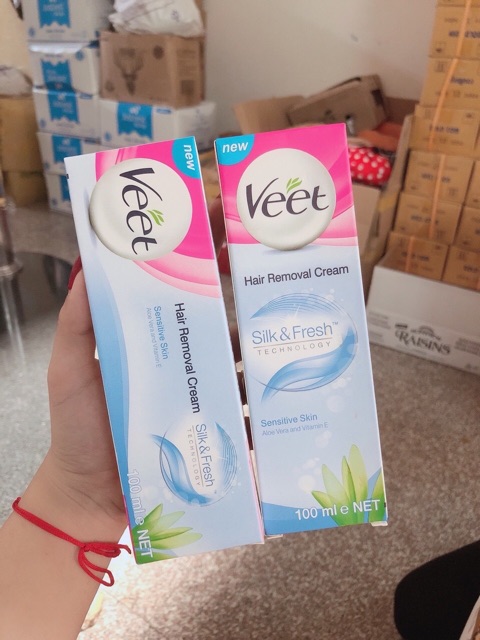 new
Veet
Hair Removal Cream
Sensitive Skin
Aloe Vera and Vitamin E
Silk & Fresh
TECHNOLOGY
100 ml e NET
new
Veet
Hair Removal Cream
Silk & Fresh™
TECHNOLOGY
Sensitive Skin
Aloe Vera and Vitamin E
100 ml e NET
RAISINS